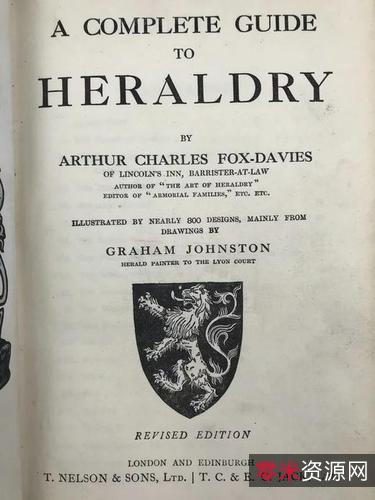 A COMPLETE GUIDE
TO
HERALDRY
BY
ARTHUR CHARLES FOX-DAVIES
OF LINCOLN'S INN, BARRISTER-AT-LAW
AUTHOR OF "THE ART OF HERALDRY"
EDITOR OF "ARMORIAL FAMILIES," ETC. ETC.
ILLUSTRATED BY NEARLY 800 DESIGNS, MAINLY FROM
DRAWINGS BY
GRAHAM JOHNSTON
HERALD PAINTER TO THE LYON COURT
REVISED EDITION
LONDON AND EDINBURGH
T. NELSON & SONS, LTD. | T. C. & E. C.
资源网